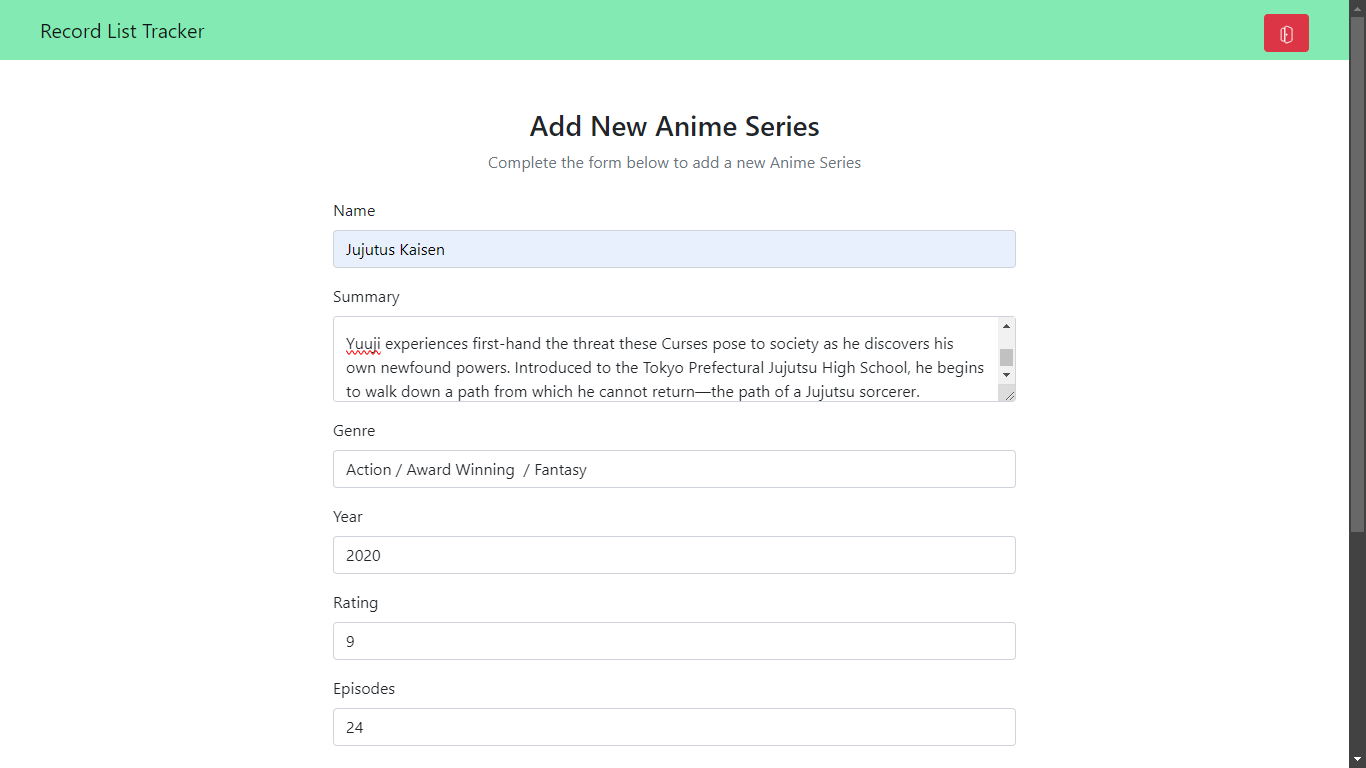 Record List Tracker
Add New Anime Series
Complete the form below to add a new Anime Series
Name
Jujutus Kaisen
Summary
Yuuji experiences first-hand the threat these Curses pose to society as he discovers his
own newfound powers. Introduced to the Tokyo Prefectural Jujutsu High School, he begins
to walk down a path from which he cannot return—the path of a Jujutsu sorcerer.
Genre
Action / Award Winning  / Fantasy
Year
2020
Rating
9
Episodes
24